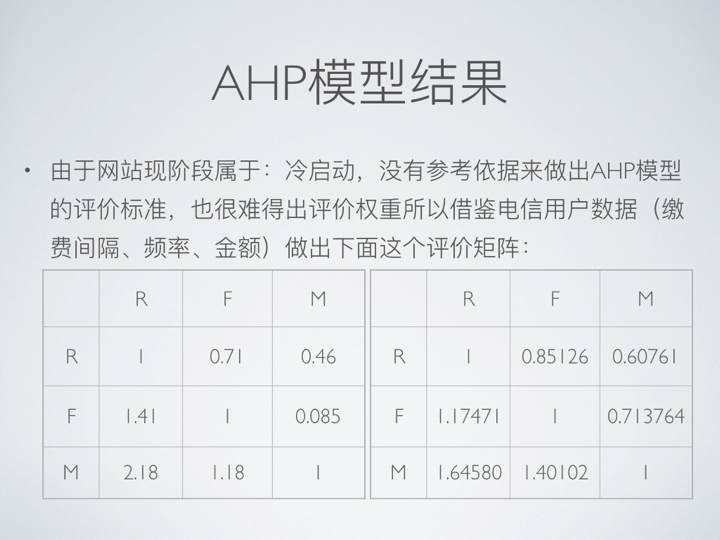 AHP模型结果
• 由于网站现阶段属于：冷启动，没有参考依据来做出AHP模型
的评价标准，也很难得出评价权重所以借鉴电信用户数据（缴
费间隔、频率、金额）做出下面这个评价矩阵：
R F M
R 1 0.71 0.46
F 1.41 1 0.085
M 2.18 1.18 1
R F M
R 1 0.85126 0.60761
F 1.17471 1 0.713764
M 1.64580 1.40102 1